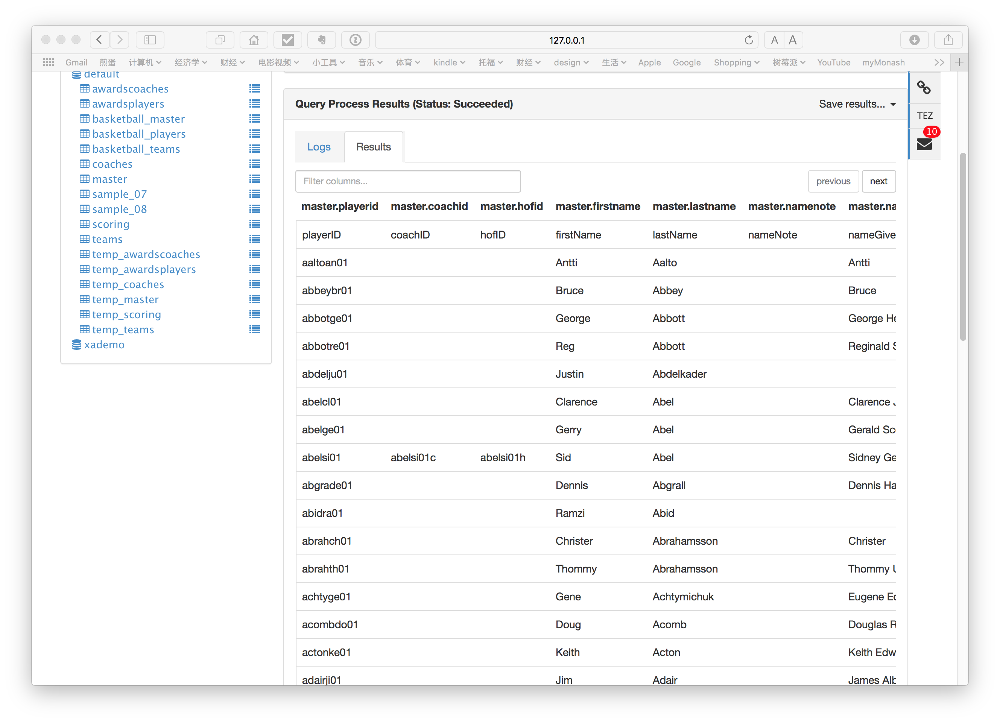 127.0.0.1 A A
Gmail 煎蛋 计算机 经济学 财经 电影视频 小工具 音乐 体育 kindle 托福 财经 design 生活 Apple Google Shopping 树莓派 YouTube myMonash
default
awardscoaches
awardsplayers
basketball_master
basketball_players
basketball_teams
coaches
master
sample_07
sample_08
scoring
teams
temp_awardscoaches
temp_awardsplayers
temp_coaches
temp_master
temp_scoring
temp_teams
xademo
Query Process Results (Status: Succeeded) Save results...
Logs Results
Filter columns... previous next
master.playerid master.coachid master.hofid master.firstname master.lastname master.namenote master.na
playerID coachID hofID firstName lastName nameNote nameGive
aaltoan01 Antti Aalto Antti
abbeybr01 Bruce Abbey Bruce
abbotge01 George Abbott George He
abbotre01 Reg Abbott Reginald S
abdelju01 Justin Abdelkader
abelcl01 Clarence Abel Clarence J
abelge01 Gerry Abel Gerald Sc
abelsi01 abelsi01c abelsi01h Sid Abel Sidney Ge
abgrade01 Dennis Abgrall Dennis Ha
abidra01 Ramzi Abid
abrahch01 Christer Abrahamsson Christer
abrahth01 Thommy Abrahamsson Thommy U
achtyge01 Gene Achtymichuk Eugene Ed
acombdo01 Doug Acomb Douglas R
actonke01 Keith Acton Keith Edw
adairji01 Jim Adair James Alb
TEZ
10